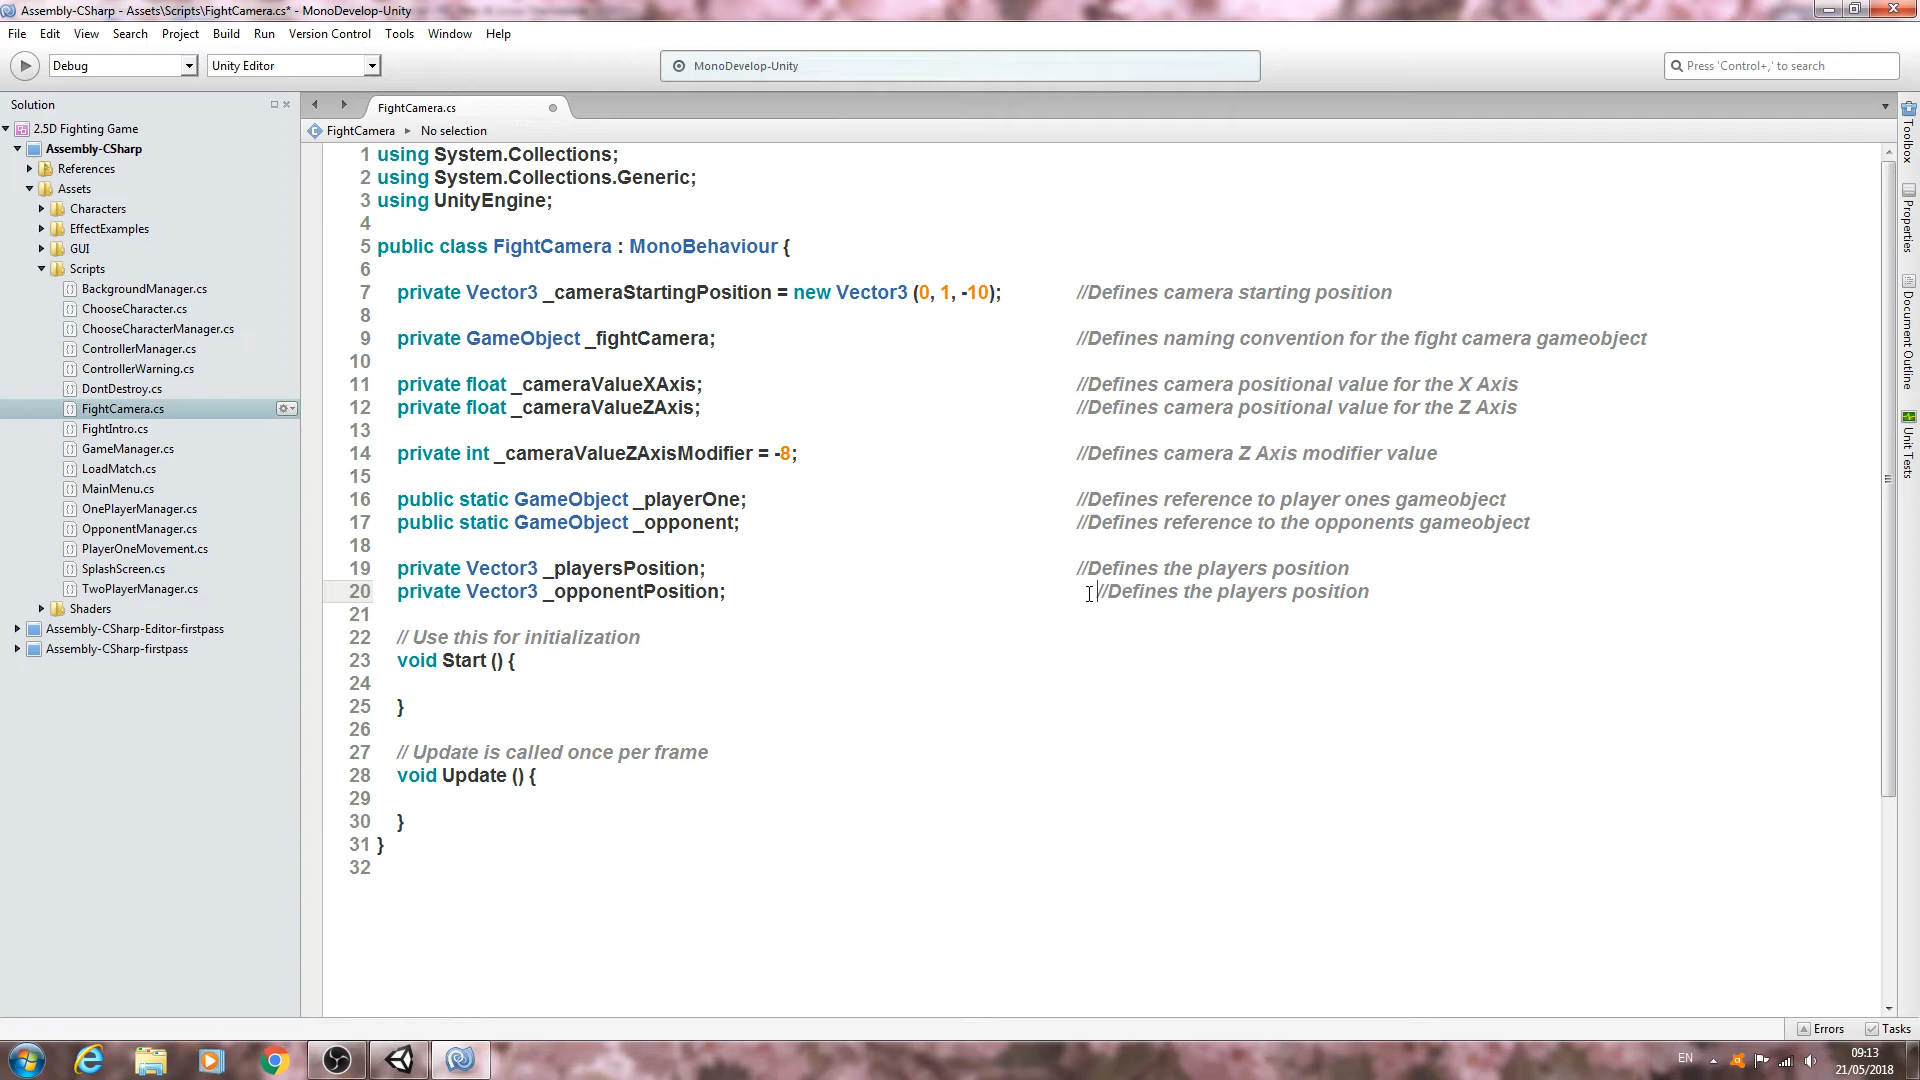 Assembly-CSharp - Assets\Scripts\FightCamera.cs* - MonoDevelop-Unity
File Edit View Search Project Build Run Version Control Tools Window Help
Debug Unity Editor MonoDevelop-Unity Press 'Control+,' to search
Solution FightCamera.cs
FightCamera No selection
2.5D Fighting Game
Assembly-CSharp
References
Assets
Characters
EffectExamples
GUI
Scripts
BackgroundManager.cs
ChooseCharacter.cs
ChooseCharacterManager.cs
ControllerManager.cs
ControllerWarning.cs
DontDestroy.cs
FightCamera.cs
FightIntro.cs
GameManager.cs
LoadMatch.cs
MainMenu.cs
OnePlayerManager.cs
OpponentManager.cs
PlayerOneMovement.cs
SplashScreen.cs
TwoPlayerManager.cs
Shaders
Assembly-CSharp-Editor-firstpass
Assembly-CSharp-firstpass
1 using System.Collections;
2 using System.Collections.Generic;
3 using UnityEngine;
4
5 public class FightCamera : MonoBehaviour {
6
7 private Vector3 _cameraStartingPosition = new Vector3 (0, 1, -10); //Defines camera starting position
8
9 private GameObject _fightCamera; //Defines naming convention for the fight camera gameobject
10
11 private float _cameraValueXAxis; //Defines camera positional value for the X Axis
12 private float _cameraValueZAxis; //Defines camera positional value for the Z Axis
13
14 private int _cameraValueZAxisModifier = -8; //Defines camera Z Axis modifier value
15
16 public static GameObject _playerOne; //Defines reference to player ones gameobject
17 public static GameObject _opponent; //Defines reference to the opponents gameobject
18
19 private Vector3 _playersPosition; //Defines the players position
20 private Vector3 _opponentPosition; //Defines the players position
21
22 // Use this for initialization
23 void Start () {
24
25 }
26
27 // Update is called once per frame
28 void Update () {
29
30 }
31 }
32
Toolbox
Properties
Document Outline
Unit Tests
Errors Tasks
EN
09:13
21/05/2018